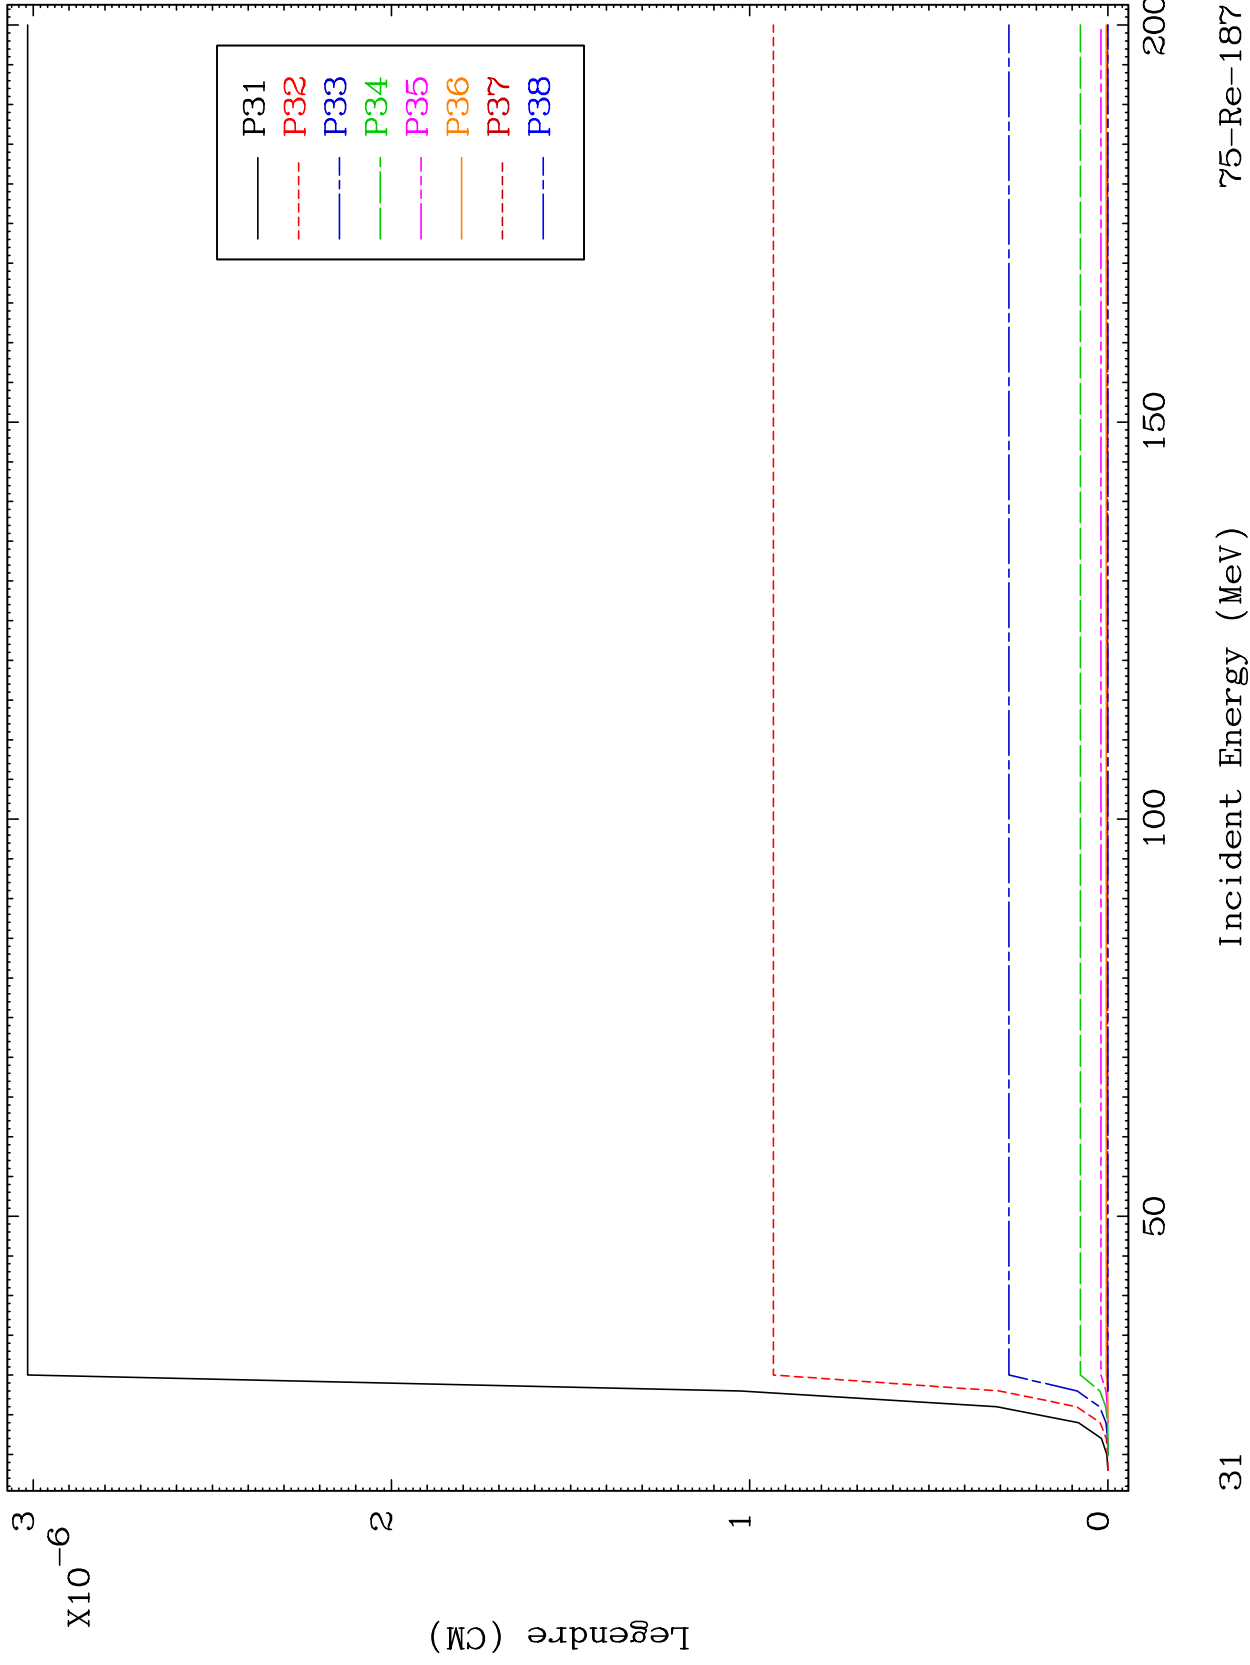 3
X10
-6
2
1
0
Legendre (CM)
P31
P32
P33
P34
P35
P36
P37
P38
50
100
150
200
Incident Energy (MeV)
31
75-Re-187